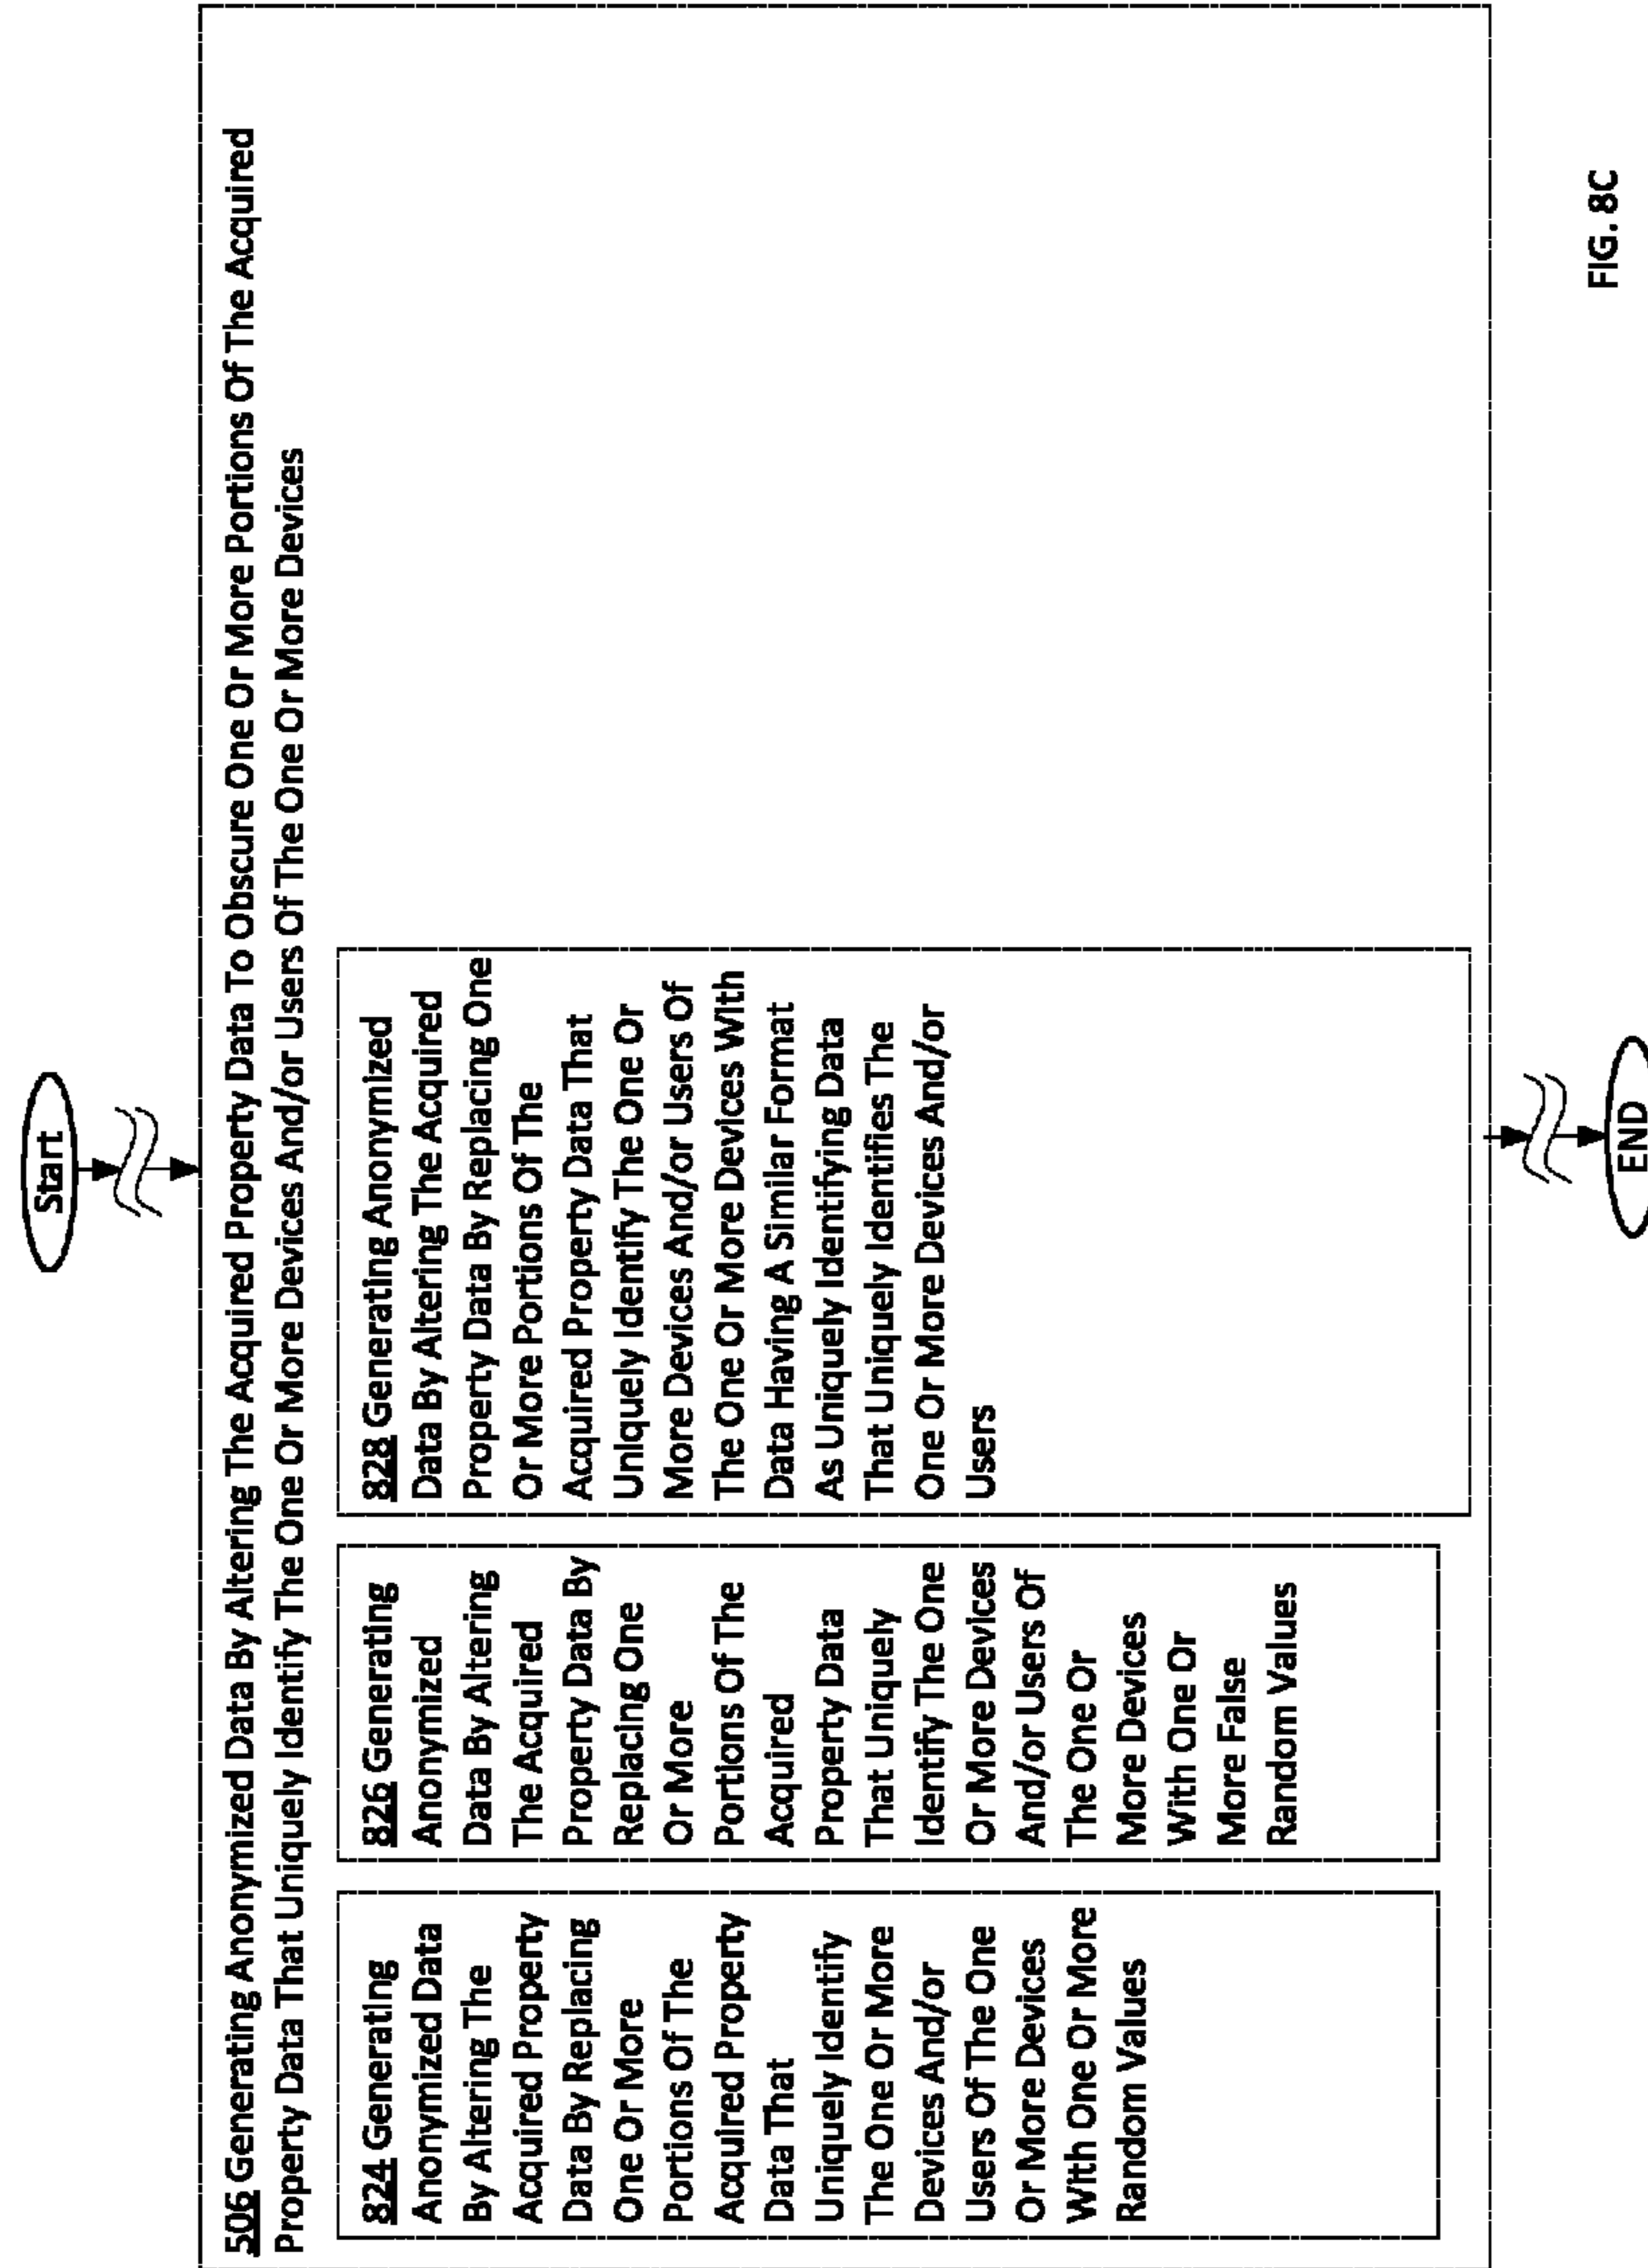 Start
506 Generating Anonymized Data By Altering The Acquired Property Data To Obscure One Or More Portions Of The Acquired
Property Data That Uniquely Identify The One Or More Devices And/or Users Of The One Or More Devices
824 Generating
Anonymized Data
By Altering The
Acquired Property
Data By Replacing
One Or More
Portions Of The
Acquired Property
Data That
Uniquely Identify
The One Or More
Devices And/or
Users Of The One
Or More Devices
With One Or More
Random Values
826 Generating
Anonymized
Data By Altering
The Acquired
Property Data By
Replacing One
Or More
Portions Of The
Acquired
Property Data
That Uniquely
Identify The One
Or More Devices
And/or Users Of
The One Or
More Devices
With One Or
More False
Random Values
828 Generating Anonymized
Data By Altering The Acquired
Property Data By Replacing One
Or More Portions Of The
Acquired Property Data That
Uniquely Identify The One Or
More Devices And/or Users Of
The One Or More Devices With
Data Having A Similar Format
As Uniquely Identifying Data
That Uniquely Identifies The
One Or More Devices And/or
Users
END
FIG. 8C